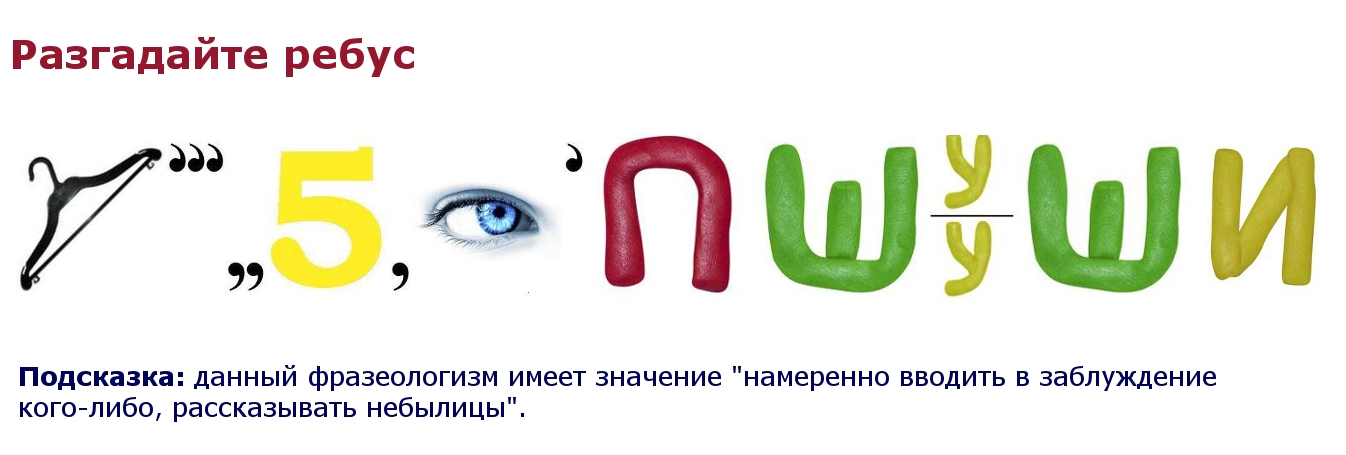 Разгадайте ребус
’’’ ,, 5 , ’ П Ш У У Ш И
Подсказка: данный фразеологизм имеет значение "намеренно вводить в заблуждение
кого-либо, рассказывать небылицы".